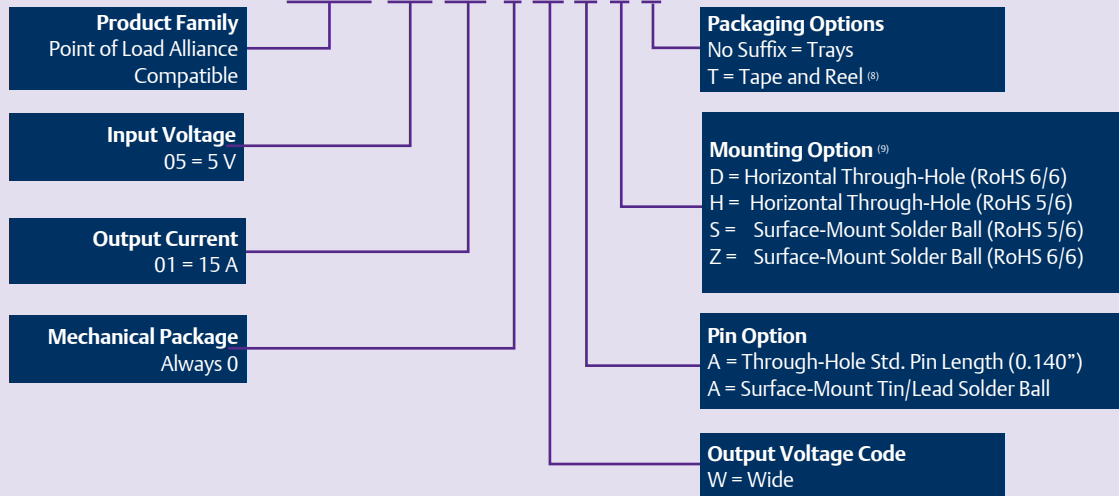 Product Family
Point of Load Alliance
Compatible
Input Voltage
05 = 5 V
Output Current
01 = 15 A
Mechanical Package
Always 0
Packaging Options
No Suffix = Trays
T = Tape and Reel (8)
Mounting Option (9)
D = Horizontal Through-Hole (RoHS 6/6)
H = Horizontal Through-Hole (RoHS 5/6)
S = Surface-Mount Solder Ball (RoHS 5/6)
Z = Surface-Mount Solder Ball (RoHS 6/6)
Pin Option
A = Through-Hole Std. Pin Length (0.140”)
A = Surface-Mount Tin/Lead Solder Ball
Output Voltage Code
W = Wide